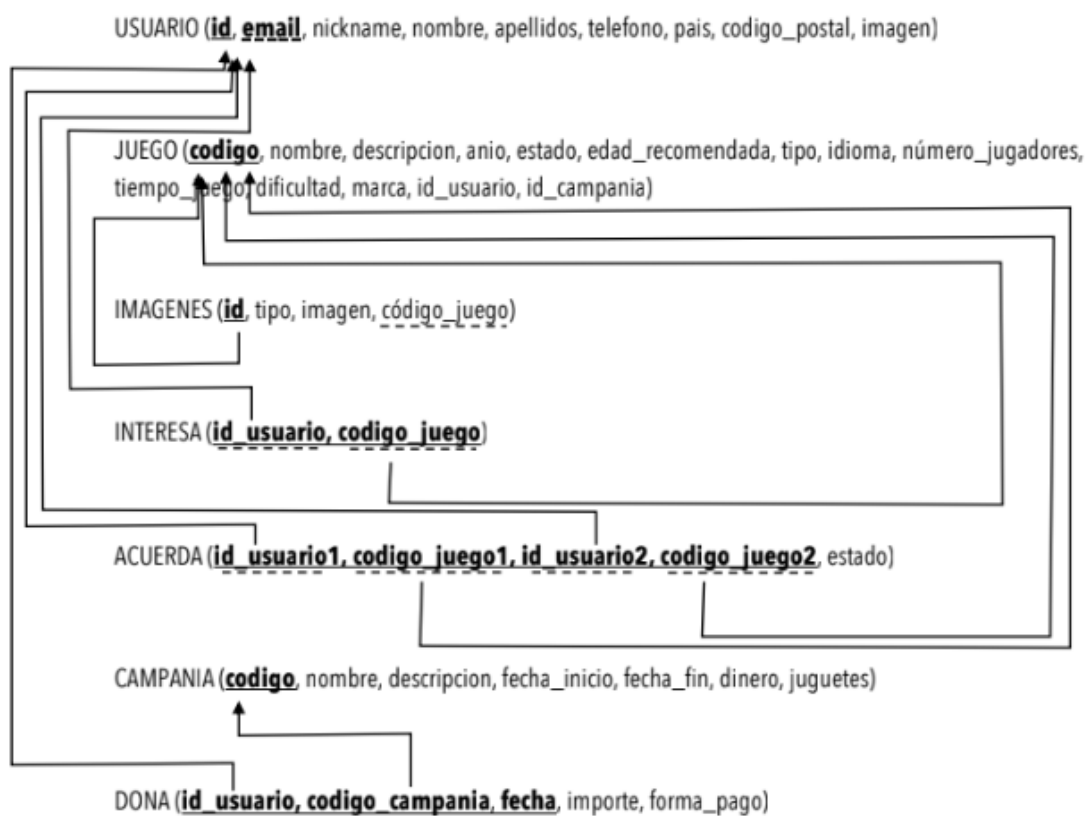 USUARIO (id, email, nickname, nombre, apellidos, telefono, pais, codigo_postal, imagen)
JUEGO (codigo, nombre, descripcion, anio, estado, edad_recomendada, tipo, idioma, número_jugadores,
tiempo_juego, dificultad, marca, id_usuario, id_campania)
IMAGENES (id, tipo, imagen, código_juego)
INTERESA (id_usuario, codigo_juego)
ACUERDA (id_usuario1, codigo_juego1, id_usuario2, codigo_juego2, estado)
CAMPANIA (codigo, nombre, descripcion, fecha_inicio, fecha_fin, dinero, juguetes)
DONA (id_usuario, codigo_campania, fecha, importe, forma_pago)